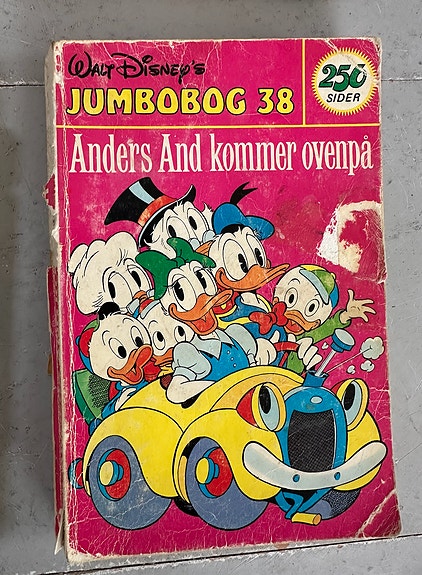 Walt Disney's
JUMBOBOG 38
250
SIDER
Anders And kommer ovenpå